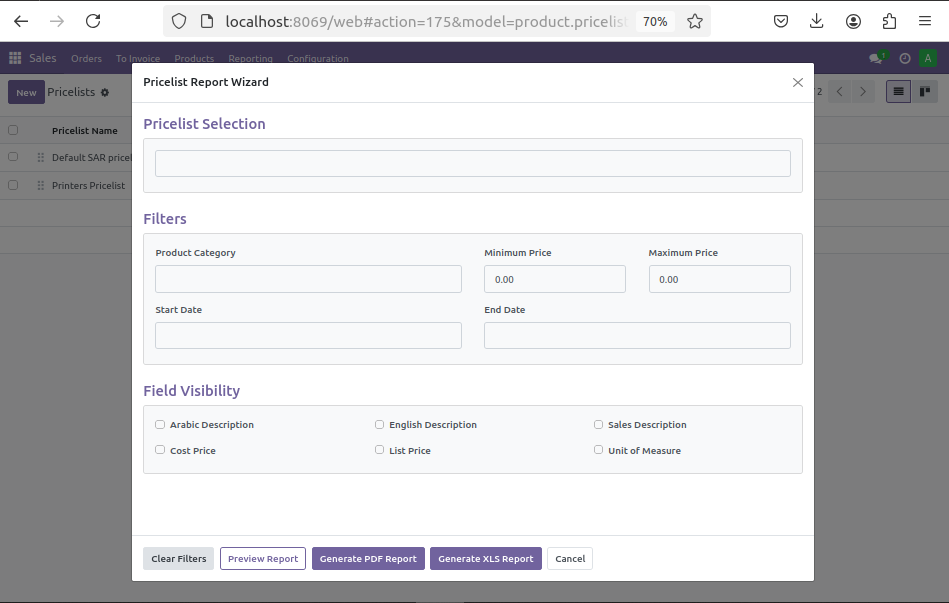 localhost:8069/web#action=175&model=product.pricelis 70%
Sales Orders To Invoice Products Reporting Configuration 1 A
New Pricelists 2
Pricelist Report Wizard
Pricelist Name
Default SAR pricel
Printers Pricelist
Pricelist Selection
Filters
Product Category Minimum Price Maximum Price
0.00 0.00
Start Date End Date
Field Visibility
Arabic Description English Description Sales Description
Cost Price List Price Unit of Measure
Clear Filters Preview Report Generate PDF Report Generate XLS Report Cancel